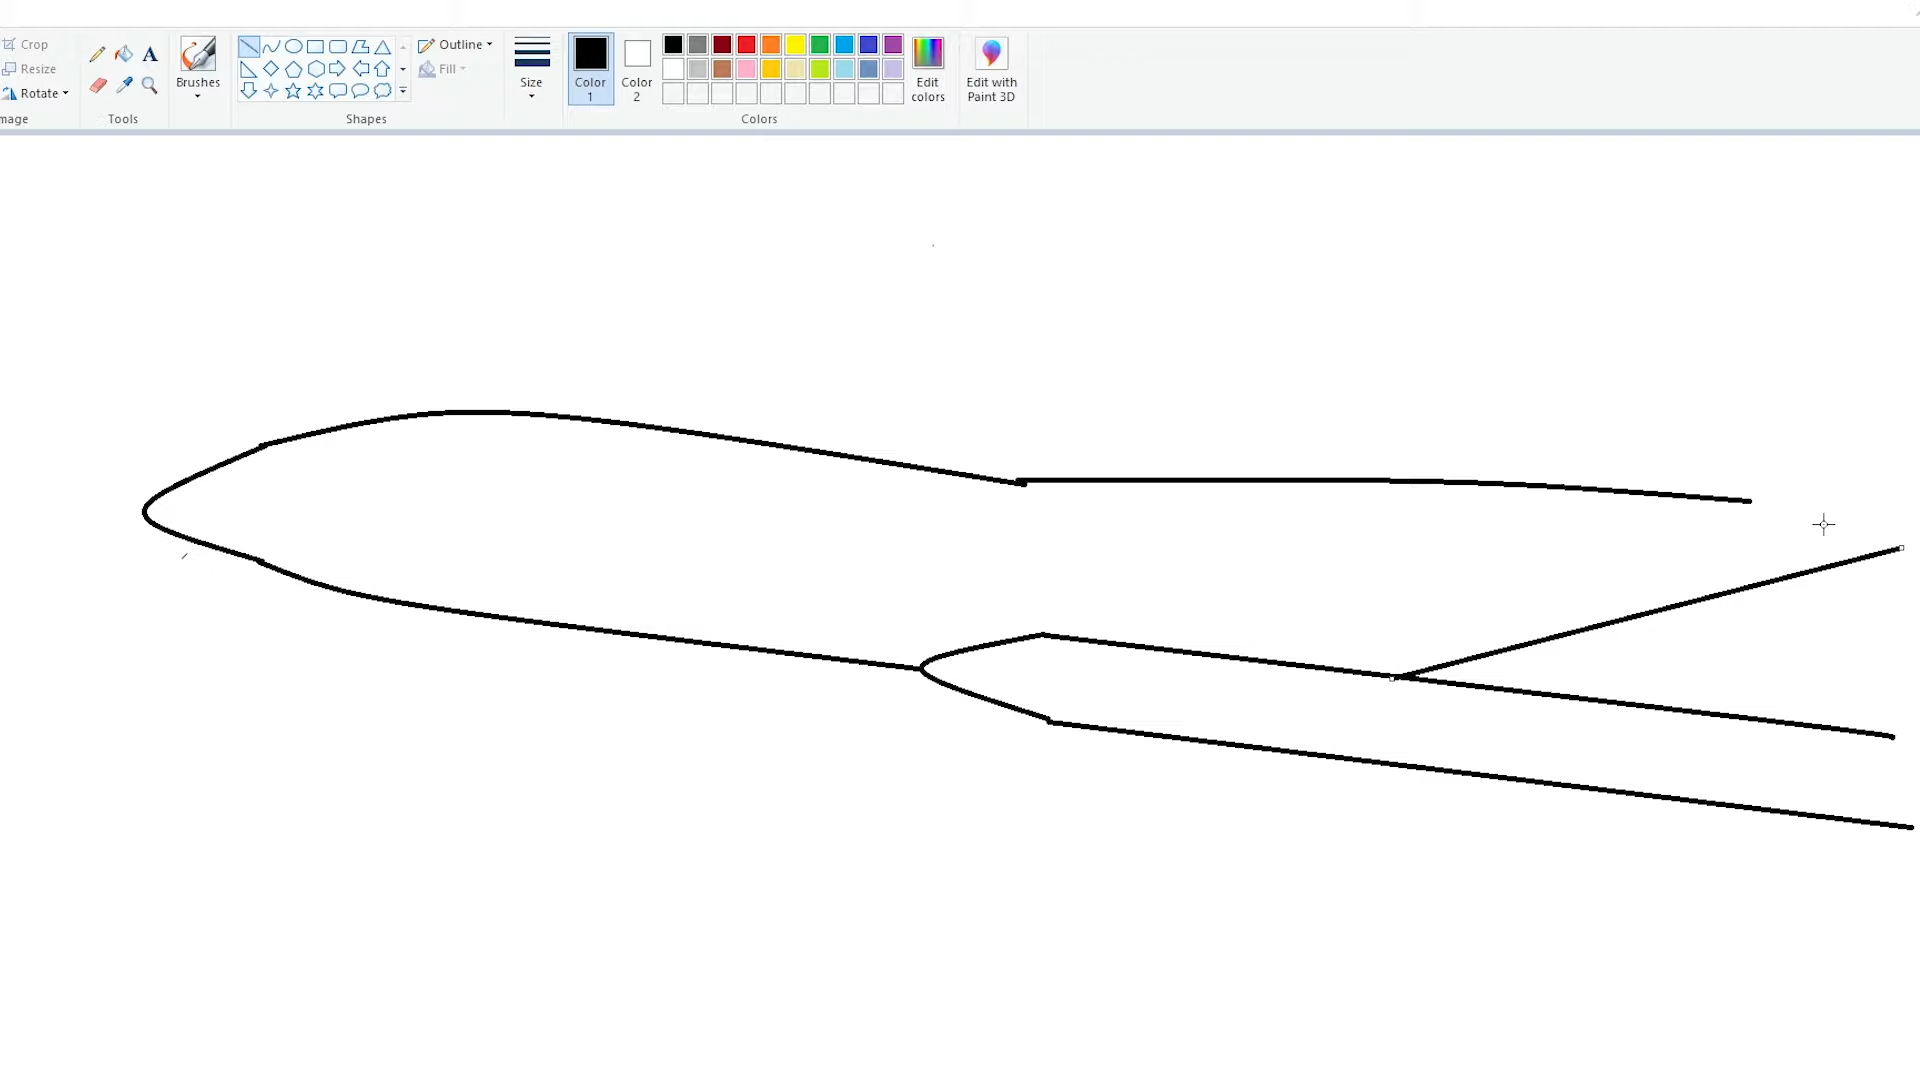 Crop
Resize
Rotate
mage
Tools
Brushes
Outline
Fill
Shapes
Size
Color
1
Color
2
Edit
colors
Colors
Edit with
Paint 3D